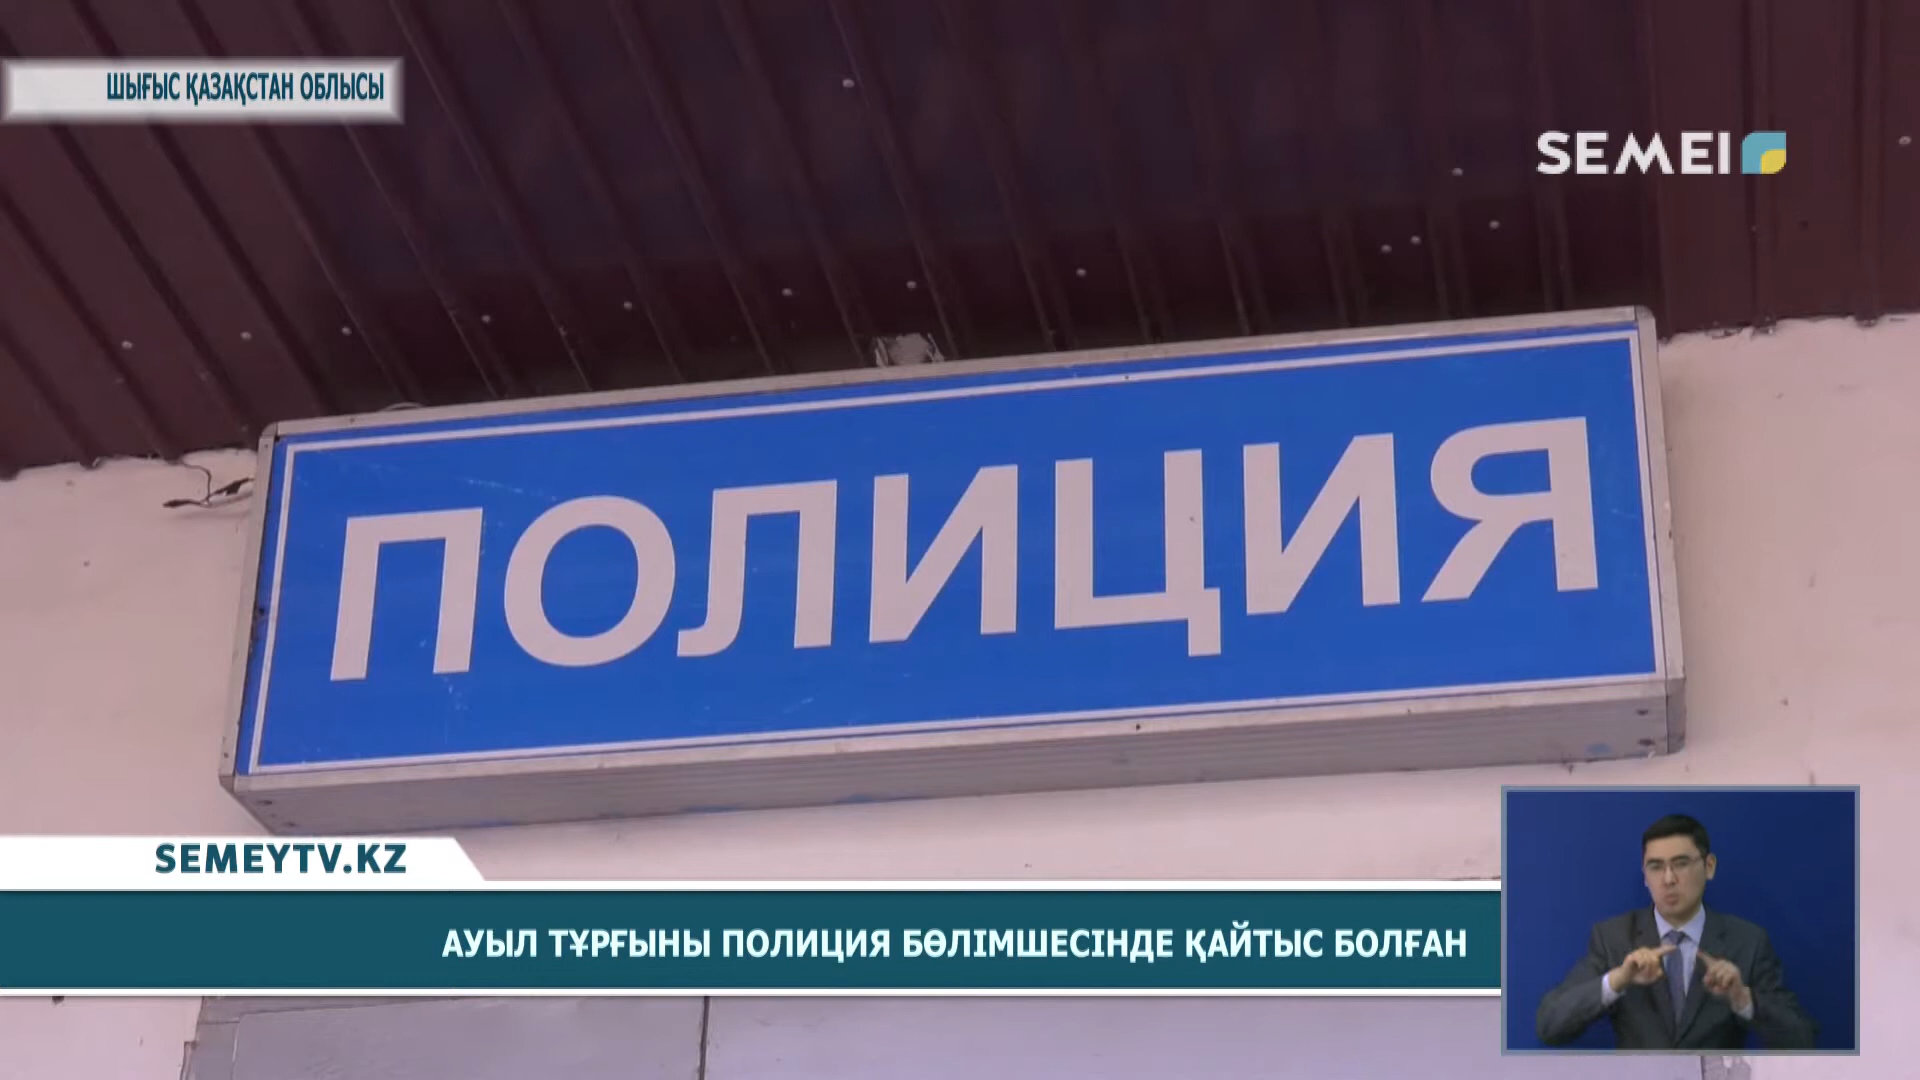 ШЫҒЫС ҚАЗАҚСТАН ОБЛЫСЫ
SEMEI
ПОЛИЦИЯ
SEMEYTV.KZ
АУЫЛ ТҰРҒЫНЫ ПОЛИЦИЯ БӨЛІМШЕСІНДЕ ҚАЙТЫС БОЛҒАН